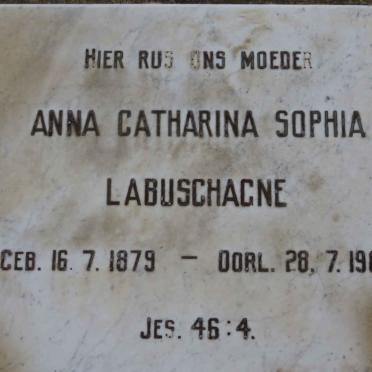 HIER RUS ONS MOEDER
ANNA CATHARINA SOPHIA
LABUSCHAGNE
GEB. 16. 7. 1879 — OORL. 28. 7. 19
JES. 46:4.